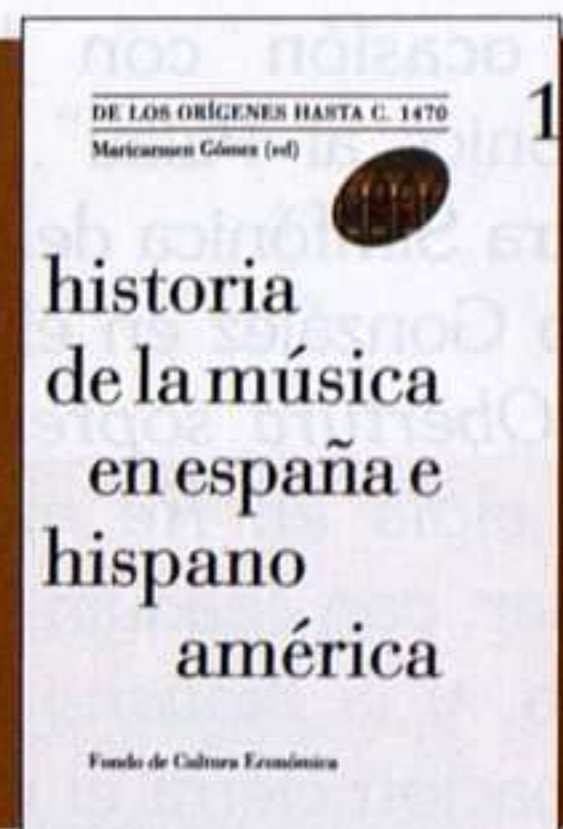 DE LOS ORÍGENES HASTA C. 1470
1
Maricarmen Gómez (ed)
historia
de la música
en españa e
hispano
américa
Fondo de Cultura Económica